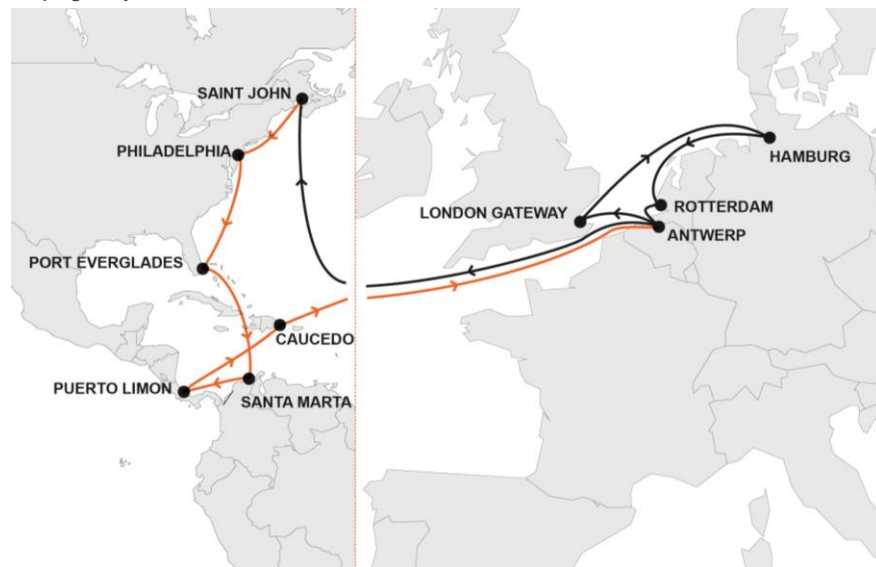 SAINT JOHN
PHILADELPHIA
PORT EVERGLADES
CAUCEDO
PUERTO LIMON
SANTA MARTA
HAMBURG
LONDON GATEWAY
ROTTERDAM
ANTWERP